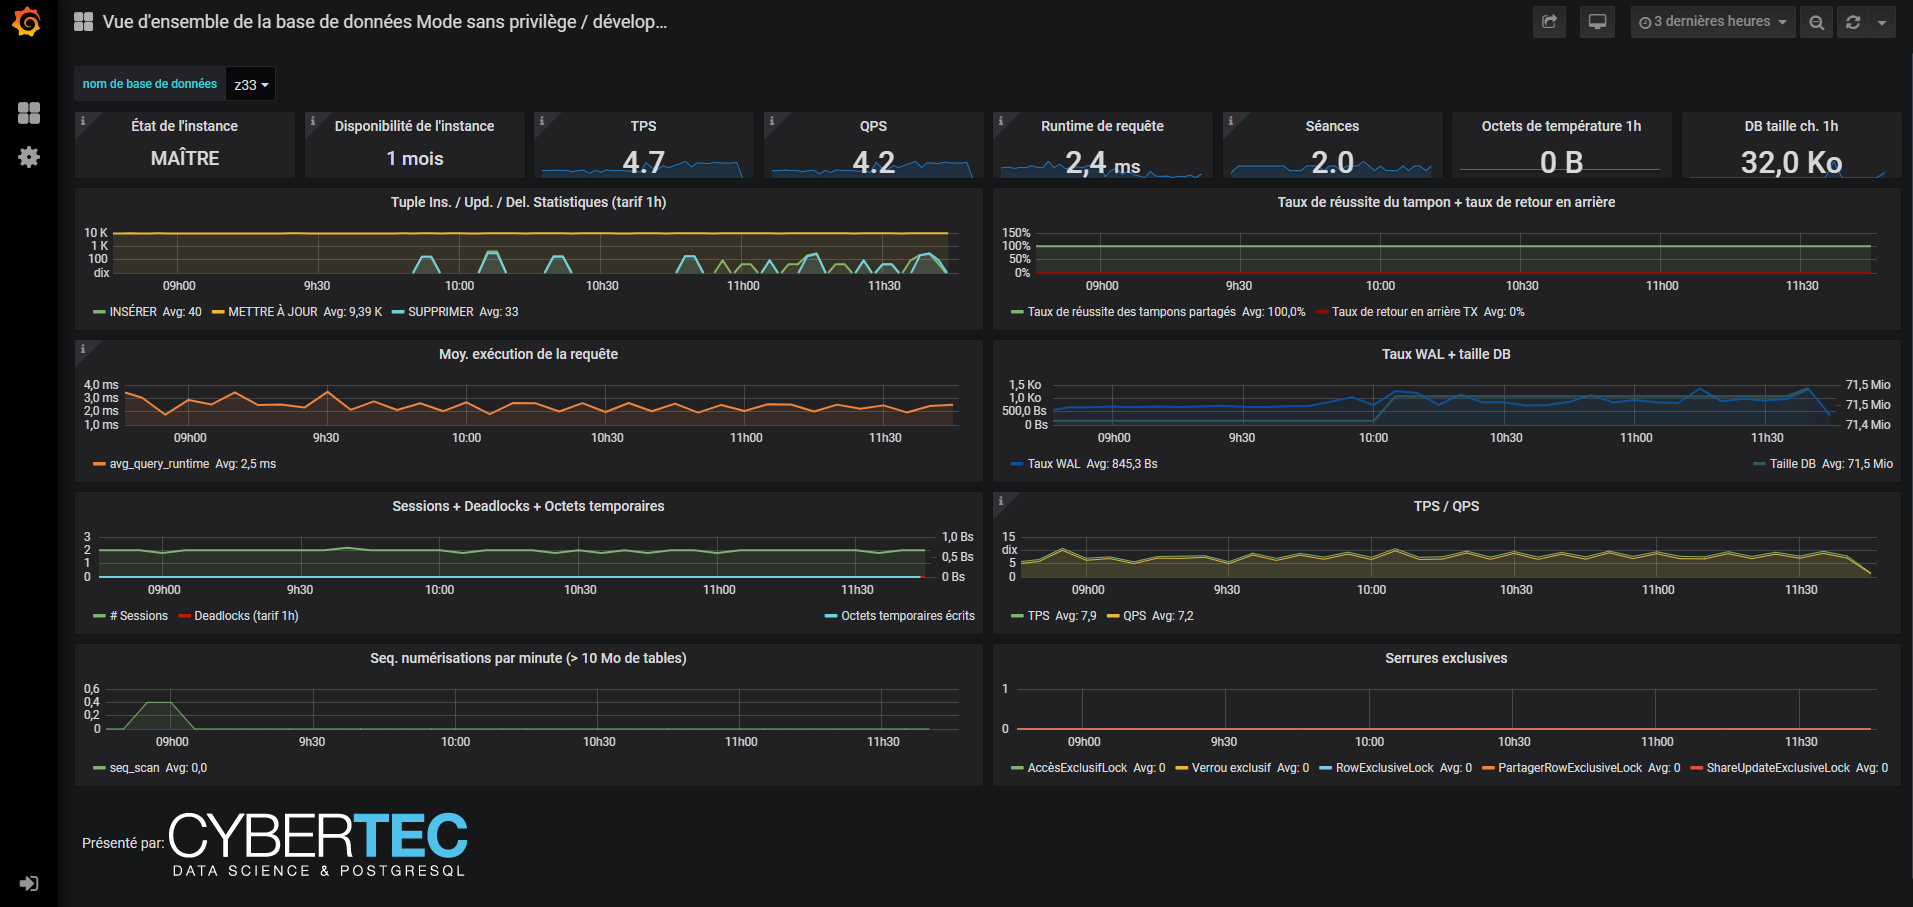 Vue d'ensemble de la base de données Mode sans privilège / dévelop...
3 dernières heures
nom de base de données
z33
État de l'instance
MAÎTRE
Disponibilité de l'instance
1 mois
TPS
4.7
QPS
4.2
Runtime de requête
2,4 ms
Séances
2.0
Octets de température 1h
0 B
DB taille ch. 1h
32,0 Ko
Tuple Ins. / Upd. / Del. Statistiques (tarif 1h)
10 K
1 K
100
dix
09h00 9h30 10:00 10h30 11h00 11h30
INSÉRER Avg: 40 METTRE À JOUR Avg: 9,39 K SUPPRIMER Avg: 33
Taux de réussite du tampon + taux de retour en arrière
150%
100%
50%
0%
09h00 9h30 10:00 10h30 11h00 11h30
Taux de réussite des tampons partagés Avg: 100,0% Taux de retour en arrière TX Avg: 0%
Moy. exécution de la requête
4,0 ms
3,0 ms
2,0 ms
1,0 ms
09h00 9h30 10:00 10h30 11h00 11h30
avg_query_runtime Avg: 2,5 ms
Taux WAL + taille DB
1,5 Ko 71,5 Mio
1,0 Ko
500,0 Bs 71,5 Mio
0 Bs 71,4 Mio
09h00 9h30 10:00 10h30 11h00 11h30
Taux WAL Avg: 845,3 Bs Taille DB Avg: 71,5 Mio
Sessions + Deadlocks + Octets temporaires
3 1,0 Bs
2
1 0,5 Bs
0 0 Bs
09h00 9h30 10:00 10h30 11h00 11h30
# Sessions Deadlocks (tarif 1h) Octets temporaires écrits
TPS / QPS
15
dix
5
0
09h00 9h30 10:00 10h30 11h00 11h30
TPS Avg: 7,9 QPS Avg: 7,2
Seq. numérisations par minute (> 10 Mo de tables)
0,6
0,4
0,2
0
09h00 9h30 10:00 10h30 11h00 11h30
seq_scan Avg: 0,0
Serrures exclusives
1
0
09h00 9h30 10:00 10h30 11h00 11h30
AccèsExclusifLock Avg: 0 Verrou exclusif Avg: 0 RowExclusiveLock Avg: 0 PartagerRowExclusiveLock Avg: 0 ShareUpdateExclusiveLock Avg: 0
Présenté par: CYBERTEC
DATA SCIENCE & POSTGRESQL